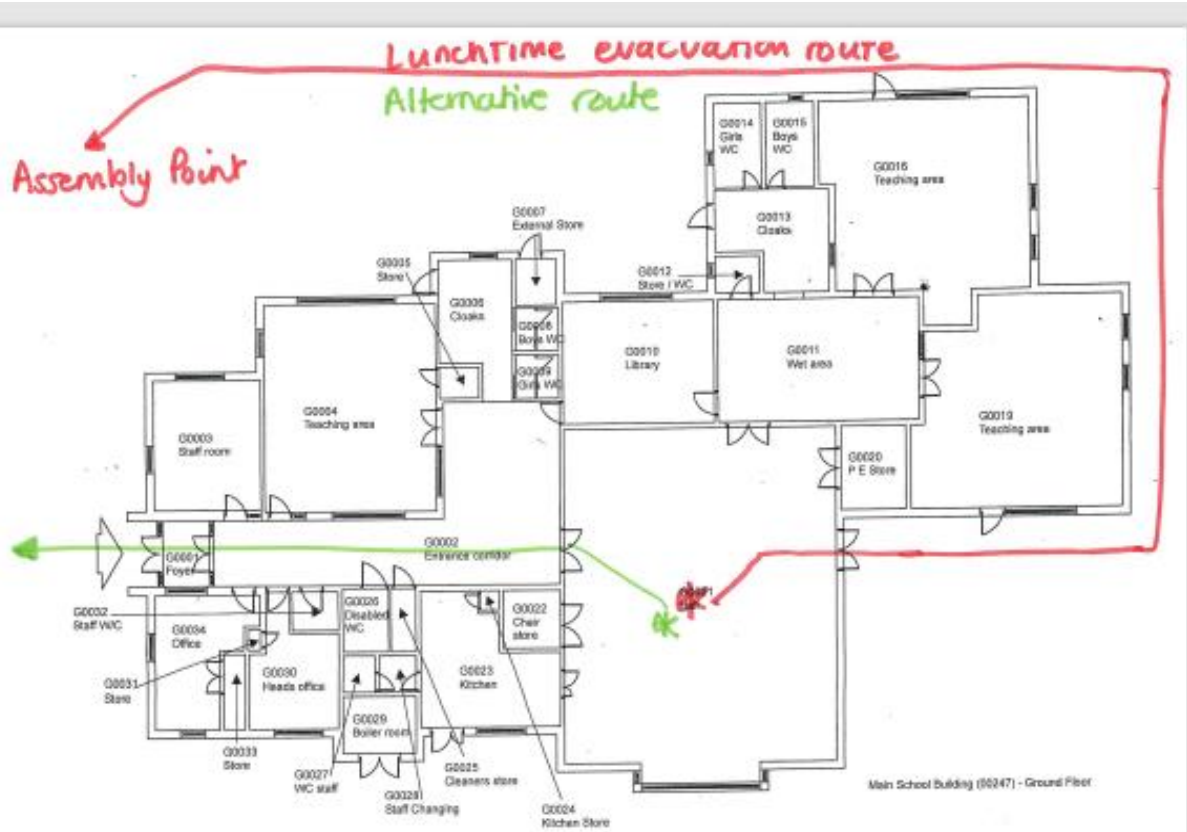 Lunchtime evacuation route
Alternative route
Assembly Point
G0014
Girls
WC
G0015
Boys
WC
G0016
Teaching area
G0013
Cloaks
G0007
External Store
G0005
Store
G0012
Store / WC
G0006
Cloaks
G0008
Boys WC
G0009
Girls WC
G0010
Library
G0011
Wet area
G0004
Teaching area
G0003
Staff room
G0019
Teaching area
G0020
P E Store
G0001
Foyer
G0002
Entrance corridor
G0032
Staff W/C
G0034
Office
G0026
Disabled
WC
G0022
Chair
store
G0031
Store
G0030
Heads office
G0023
Kitchen
G0029
Boiler room
G0033
Store
G0027
WC staff
G0028
Staff Changing
G0025
Cleaners store
G0024
Kitchen Store
Main School Building (00247) - Ground Floor